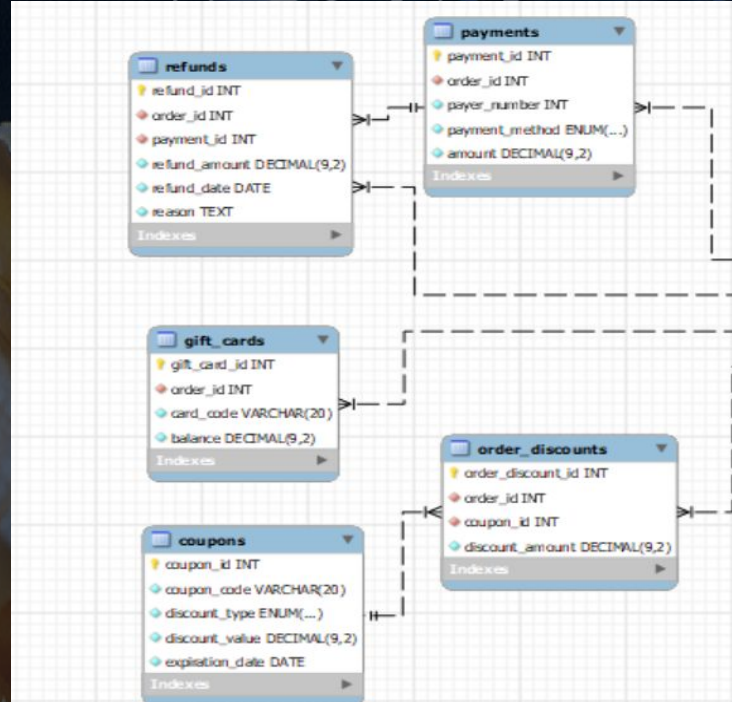 refunds
refund_id INT
order_id INT
payment_id INT
refund_amount DECIMAL(9,2)
refund_date DATE
reason TEXT
Indexes
payments
payment_id INT
order_id INT
payer_number INT
payment_method ENUM(...)
amount DECIMAL(9,2)
Indexes
gift_cards
gift_card_id INT
order_id INT
card_code VARCHAR(20)
balance DECIMAL(9,2)
Indexes
order_discounts
order_discount_id INT
order_id INT
coupon_id INT
discount_amount DECIMAL(9,2)
Indexes
coupons
coupon_id INT
coupon_code VARCHAR(20)
discount_type ENUM(...)
discount_value DECIMAL(9,2)
expiration_date DATE
Indexes